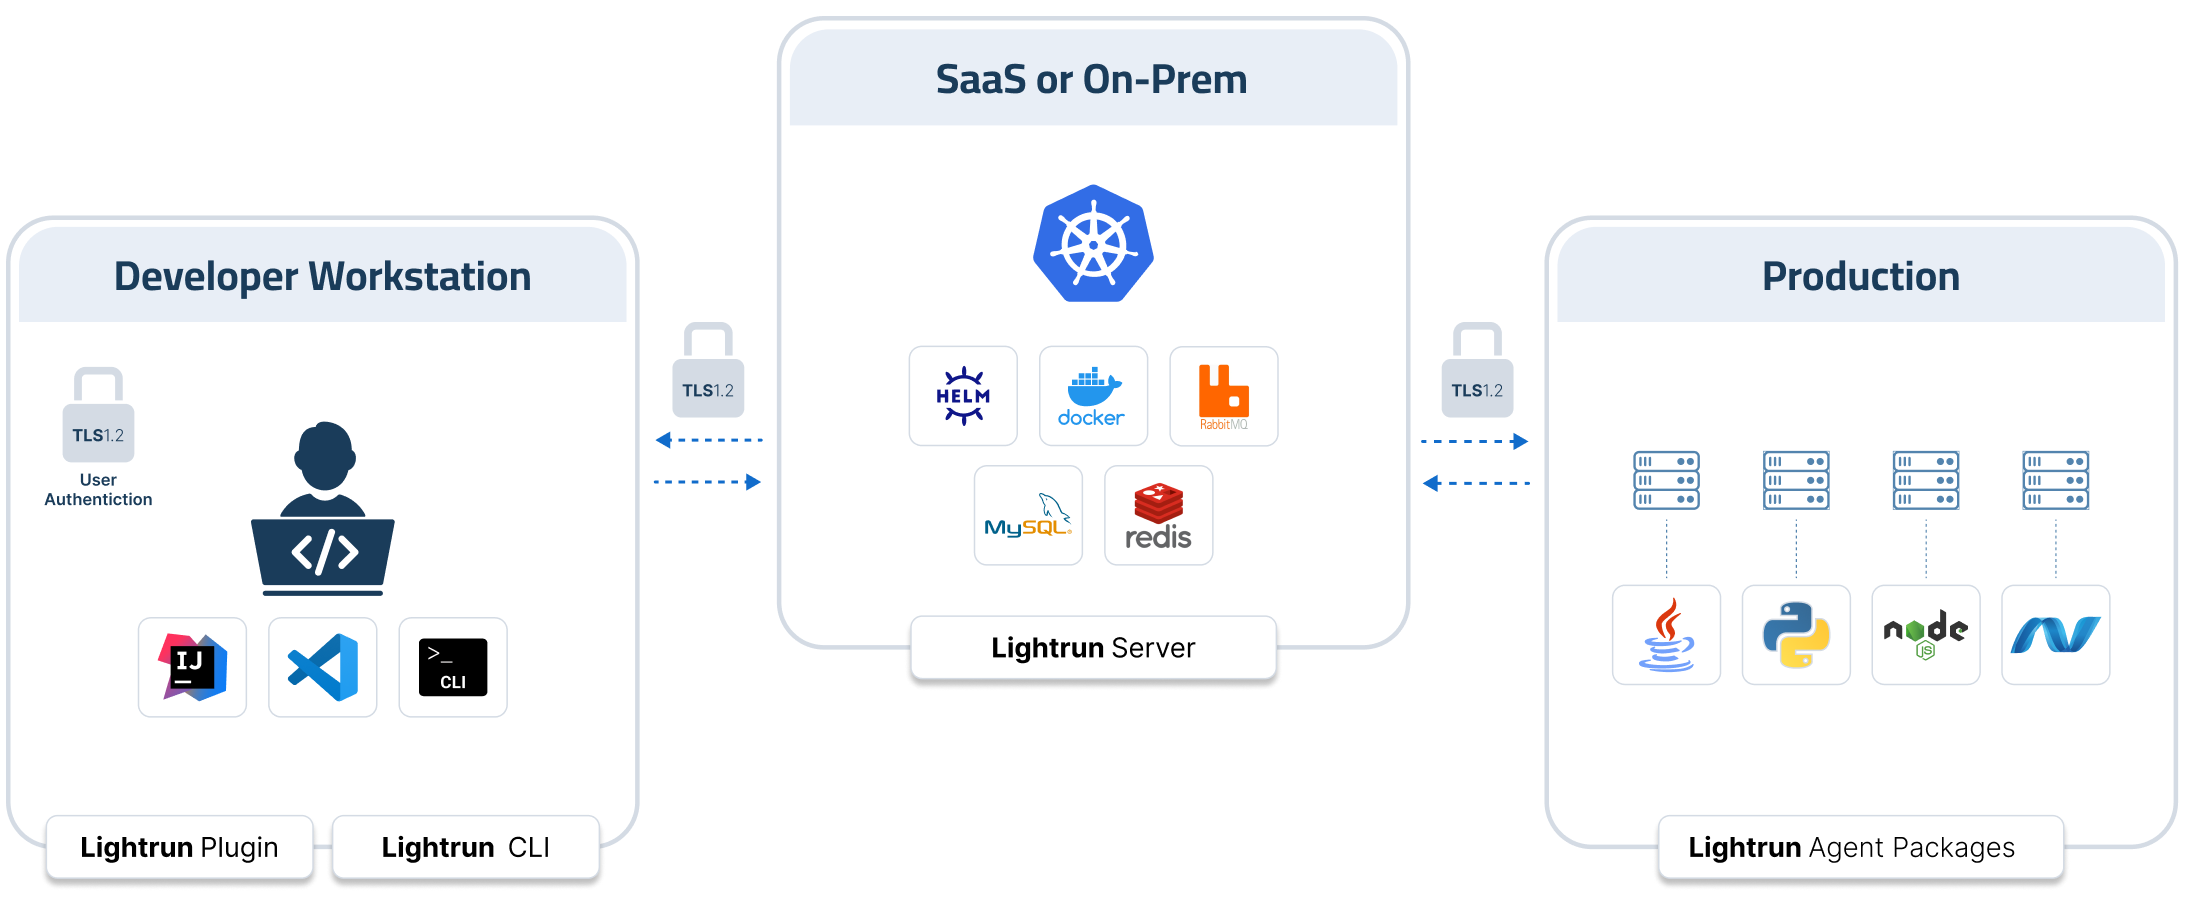 SaaS or On-Prem
Developer Workstation
Production
TLS1.2
User
Authentiction
TLS1.2
TLS1.2
HELM
docker
RabbitMQ
MySQL
redis
IJ
>_
CLI
</>
node
JS
Lightrun Server
Lightrun Plugin
Lightrun CLI
Lightrun Agent Packages